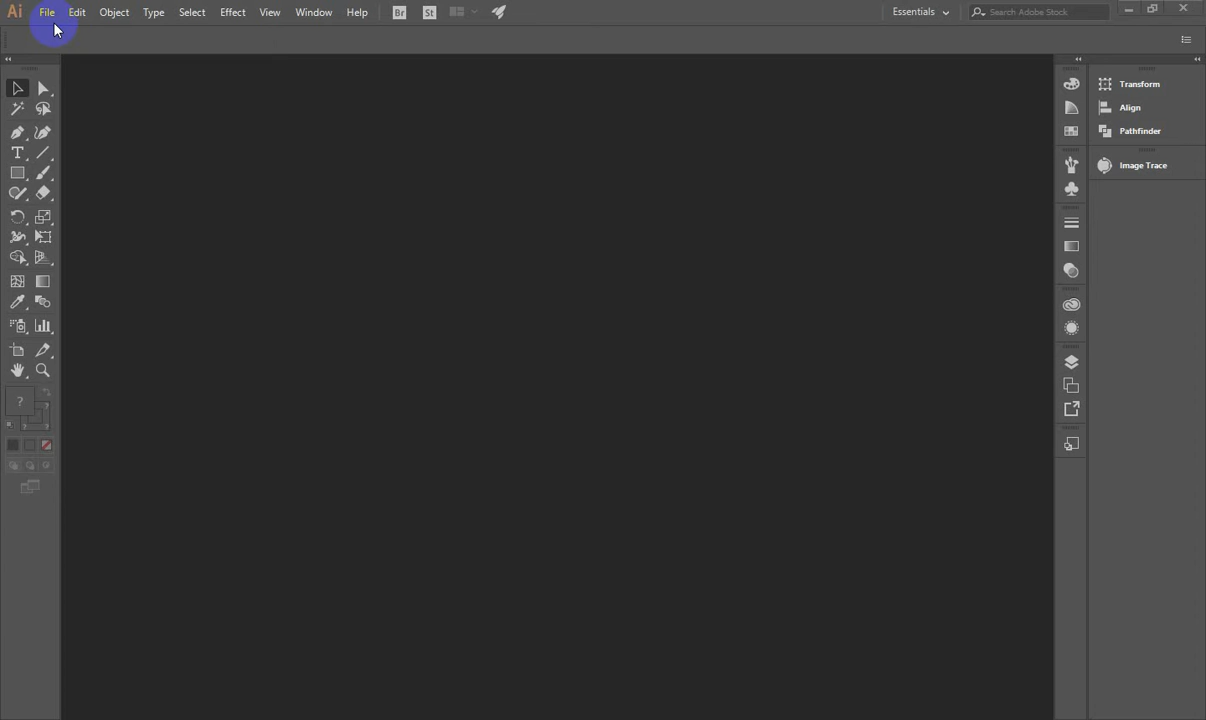 Ai File Edit Object Type Select Effect View Window Help Br St Essentials Search Adobe Stock
Transform
Align
Pathfinder
Image Trace
T
?
? ?
? ?